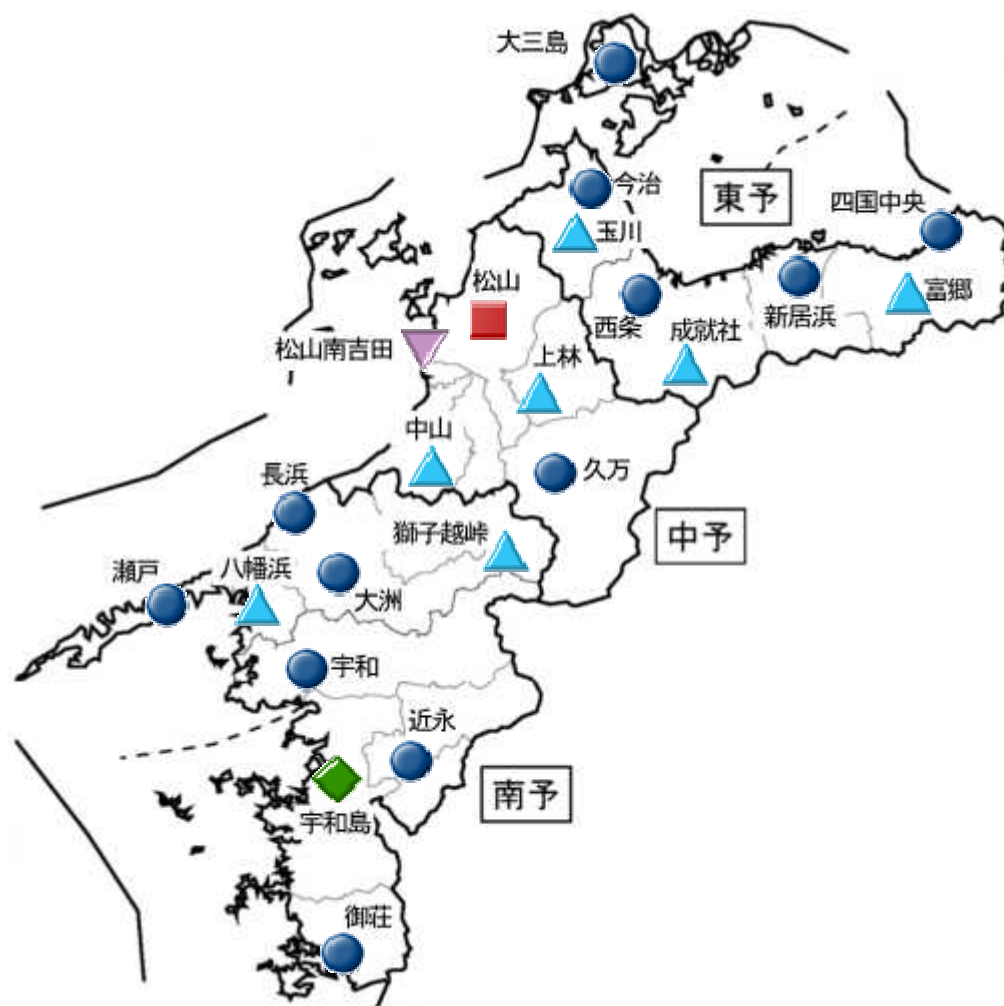 大三島
今治
東予
四国中央
玉川
松山
富郷
新居浜
西条
成就社
松山南吉田
上林
中山
久万
長浜
獅子越峠
中予
瀬戸
八幡浜
大洲
宇和
近永
南予
宇和島
御荘